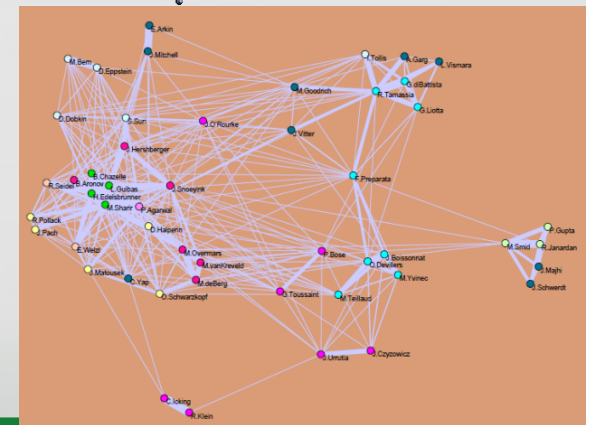 E.Arkin
J.Mitchell
M.Bern
D.Eppstein
I.Tollis
A.Garg
L.Vismara
G.diBattista
R.Tamassia
G.Liotta
M.Goodrich
D.Dobkin
S.Suri
J.O'Rourke
J.Vitter
J.Hershberger
F.Preparata
B.Chazelle
R.Seidel
B.Aronov
L.Guibas
J.Snoeyink
H.Edelsbrunner
M.Sharir
P.Agarwal
R.Pollack
J.Pach
D.Halperin
P.Gupta
E.Welzl
M.Overmars
P.Bose
J.Boissonnat
M.Smid
R.Janardan
M.vanKreveld
O.Devillers
J.Matousek
C.Yap
M.deBerg
M.Yvinec
J.Majhi
O.Schwarzkopf
G.Toussaint
M.Teillaud
J.Schwerdt
J.Urrutia
J.Czyzowicz
C.Icking
R.Klein